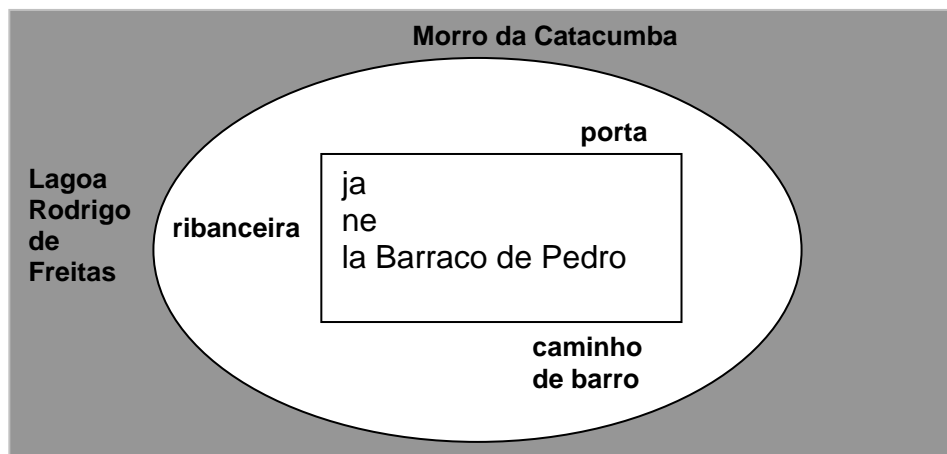 Morro da Catacumba
porta
Lagoa
Rodrigo
de
Freitas
ribanceira
ja
ne
la Barraco de Pedro
caminho
de barro